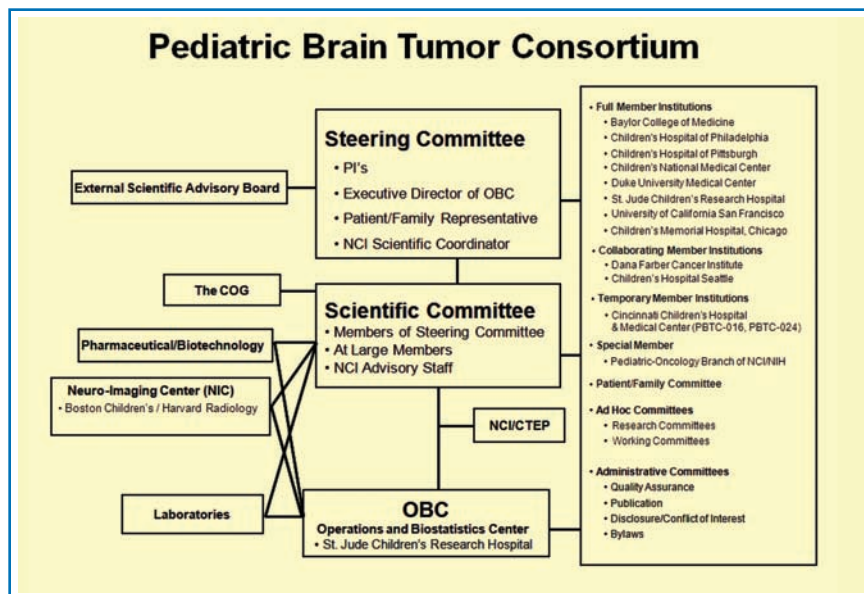 Pediatric Brain Tumor Consortium
Steering Committee
• PI's
• Executive Director of OBC
• Patient/Family Representative
• NCI Scientific Coordinator
External Scientific Advisory Board
The COG
Scientific Committee
• Members of Steering Committee
• At Large Members
• NCI Advisory Staff
Pharmaceutical/Biotechnology
Neuro-Imaging Center (NIC)
• Boston Children's / Harvard Radiology
NCI/CTEP
Laboratories
OBC
Operations and Biostatistics Center
• St. Jude Children's Research Hospital
• Full Member Institutions
• Baylor College of Medicine
• Children's Hospital of Philadelphia
• Children's Hospital of Pittsburgh
• Children's National Medical Center
• Duke University Medical Center
• St. Jude Children's Research Hospital
• University of California San Francisco
• Children's Memorial Hospital, Chicago
• Collaborating Member Institutions
• Dana Farber Cancer Institute
• Children's Hospital Seattle
• Temporary Member Institutions
• Cincinnati Children's Hospital
& Medical Center (PBTC-016, PBTC-024)
• Special Member
• Pediatric-Oncology Branch of NCI/NIH
• Patient/Family Committee
• Ad Hoc Committees
• Research Committees
• Working Committees
• Administrative Committees
• Quality Assurance
• Publication
• Disclosure/Conflict of Interest
• Bylaws